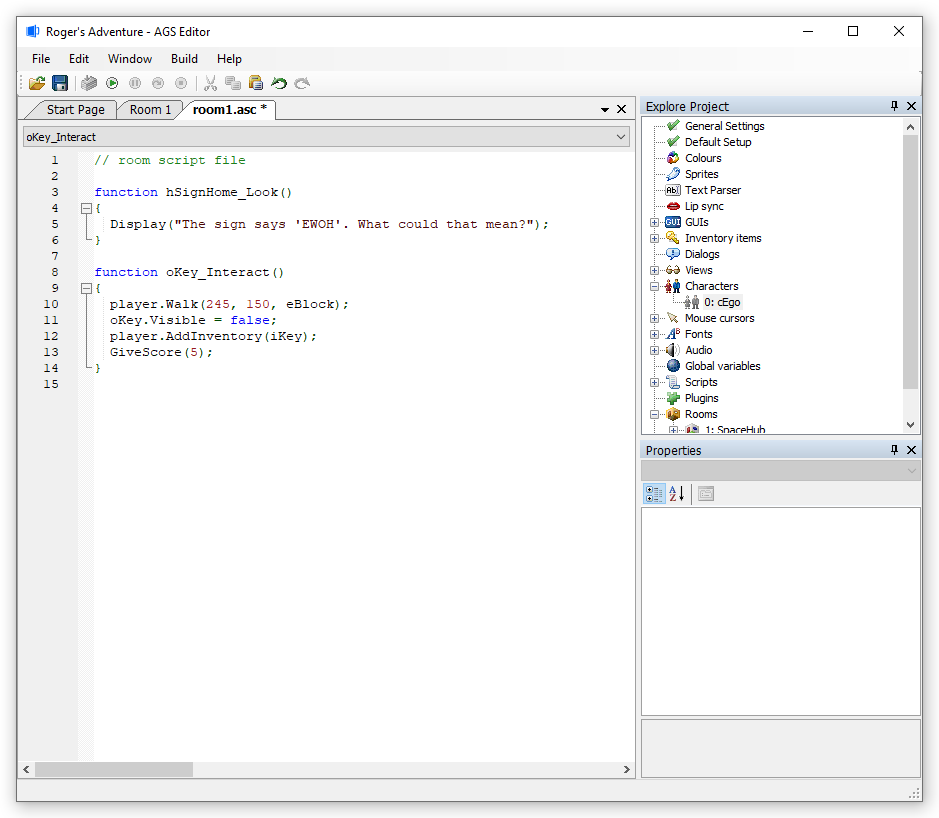 Roger's Adventure - AGS Editor
File Edit Window Build Help
Start Page Room 1 room1.asc *
oKey_Interact
1 // room script file
2
3 function hSignHome_Look()
4 {
5 Display("The sign says 'EWOH'. What could that mean?");
6 }
7
8 function oKey_Interact()
9 {
10 player.Walk(245, 150, eBlock);
11 oKey.Visible = false;
12 player.AddInventory(iKey);
13 GiveScore(5);
14 }
15
Explore Project
General Settings
Default Setup
Colours
Sprites
Ab Text Parser
Lip sync
GUI GUIs
Inventory items
Dialogs
Views
Characters
0: cEgo
Mouse cursors
Fonts
Audio
Global variables
Scripts
Plugins
Rooms
1: SpaceHub
Properties